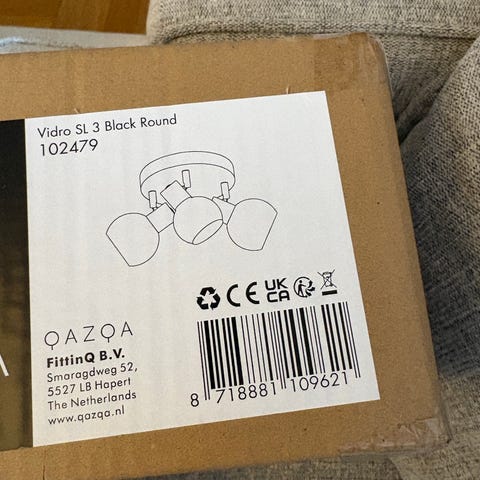 Vidro SL 3 Black Round
102479
CE UK CA
QAZQA
FittinQ B.V.
Smaragdweg 52,
5527 LB Hapert
The Netherlands
www.qazqa.nl
8 718881 109621